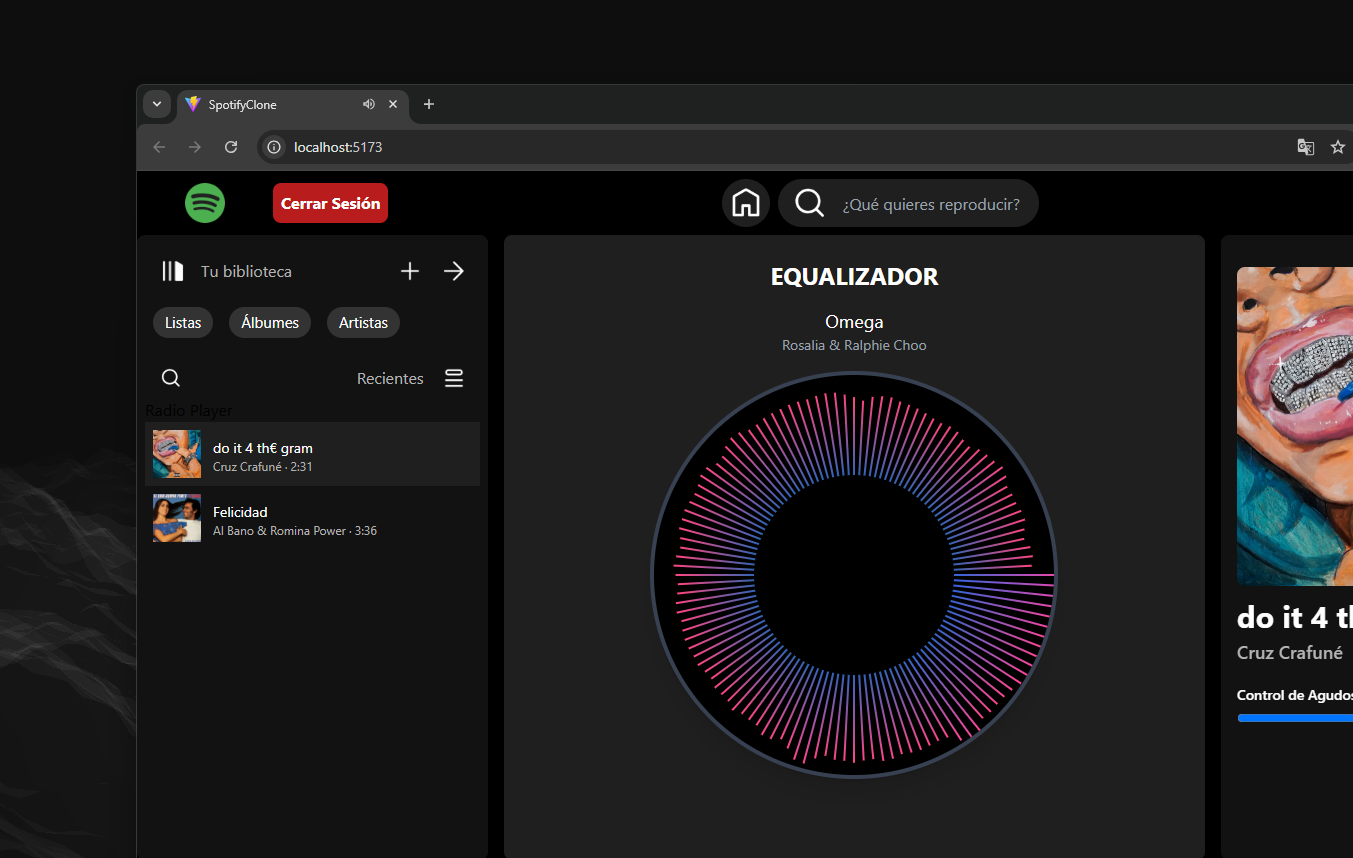 SpotifyClone
localhost:5173
Cerrar Sesión
¿Qué quieres reproducir?
Tu biblioteca
Listas
Álbumes
Artistas
Recientes
Radio Player
do it 4 th€ gram
Cruz Crafuné · 2:31
Felicidad
Al Bano & Romina Power · 3:36
EQUALIZADOR
Omega
Rosalia & Ralphie Choo
do it 4 t
Cruz Crafuné
Control de Agudos